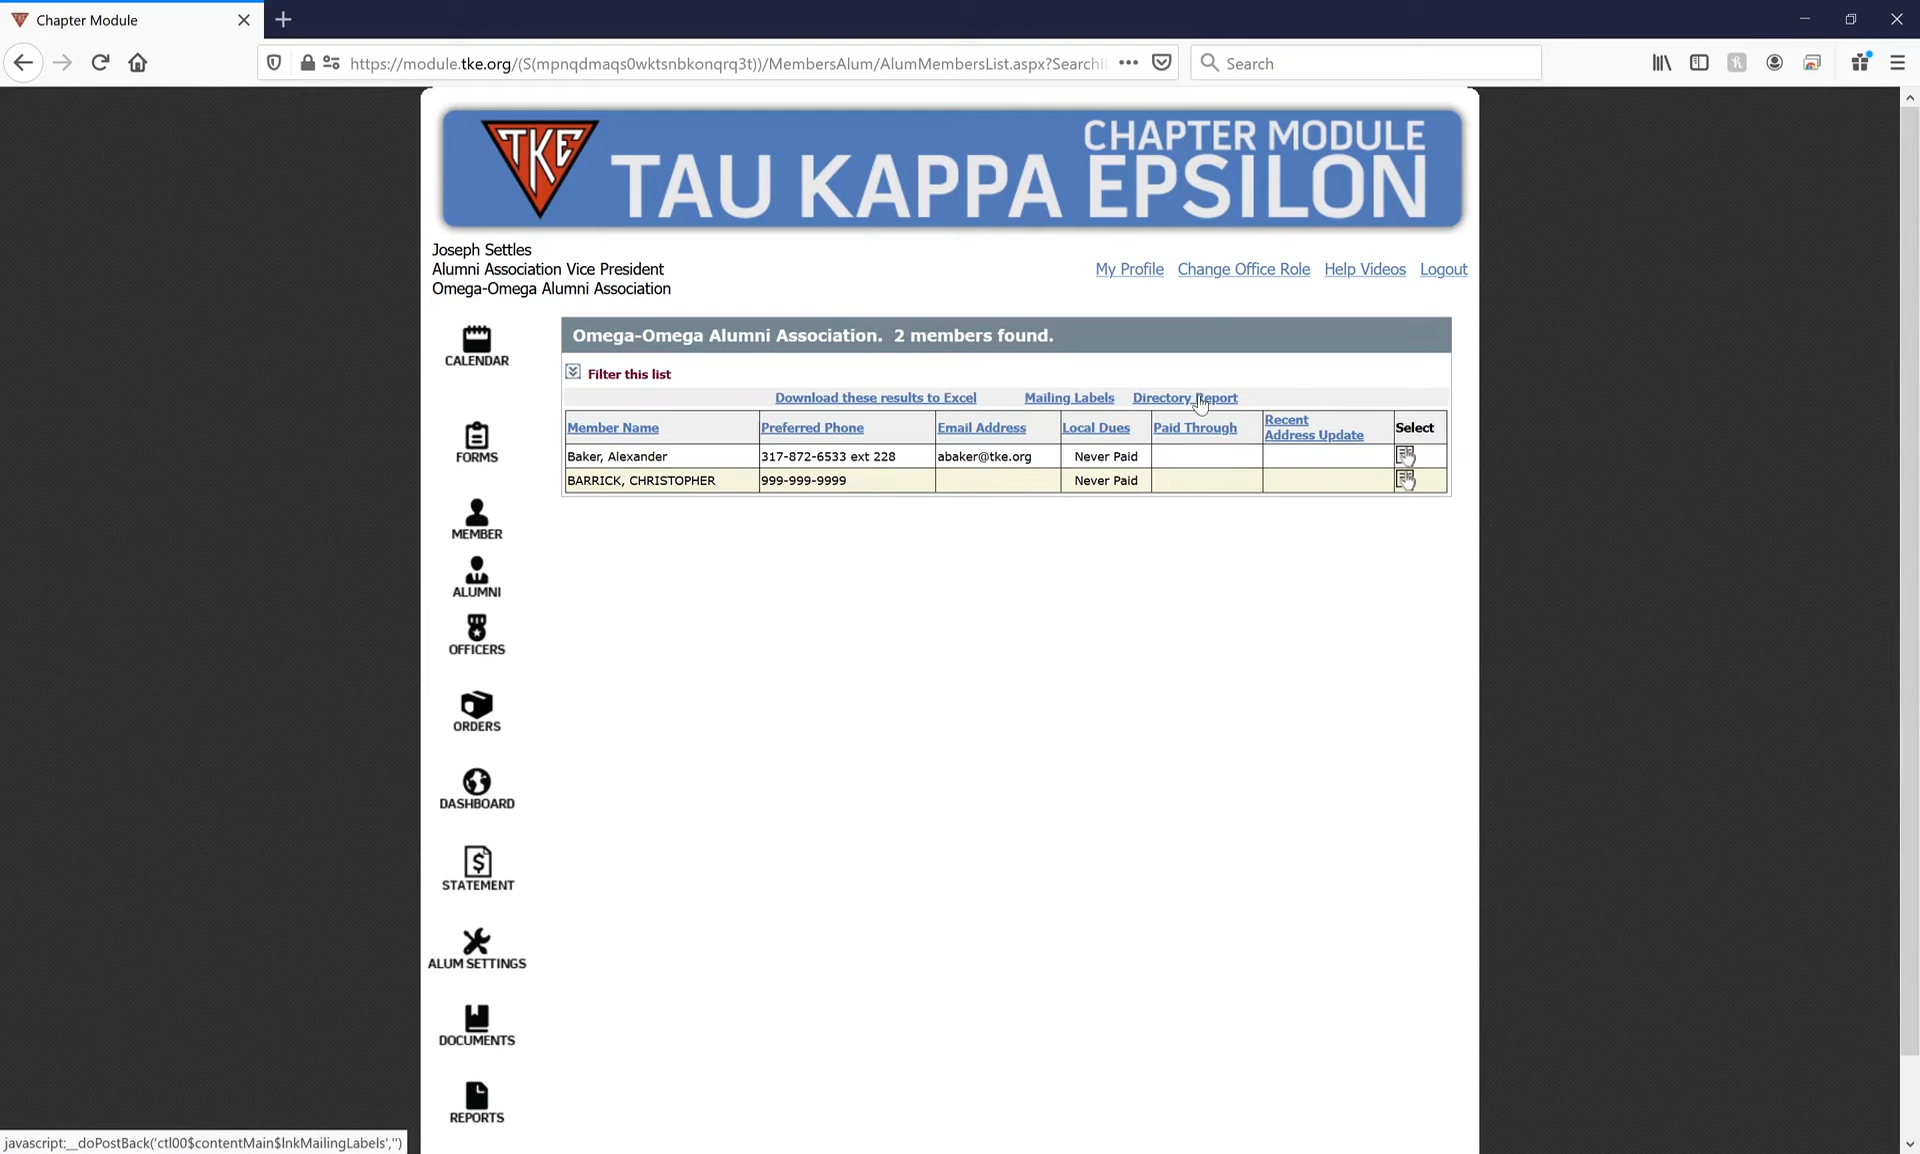 Chapter Module
https://module.tke.org/(S(mpnqdmaqs0wktsnbkonqrq3t))/MembersAlum/AlumMembersList.aspx?SearchI
Search
TKE
CHAPTER MODULE
TAU KAPPA EPSILON
Joseph Settles
Alumni Association Vice President
Omega-Omega Alumni Association
My Profile Change Office Role Help Videos Logout
CALENDAR
FORMS
MEMBER
ALUMNI
OFFICERS
ORDERS
DASHBOARD
STATEMENT
ALUM SETTINGS
DOCUMENTS
REPORTS
Omega-Omega Alumni Association. 2 members found.
Filter this list
Download these results to Excel Mailing Labels Directory Report
Member Name Preferred Phone Email Address Local Dues Paid Through Recent Address Update Select
Baker, Alexander 317-872-6533 ext 228 abaker@tke.org Never Paid
BARRICK, CHRISTOPHER 999-999-9999 Never Paid
javascript:__doPostBack('ctl00$contentMain$lnkMailingLabels','')